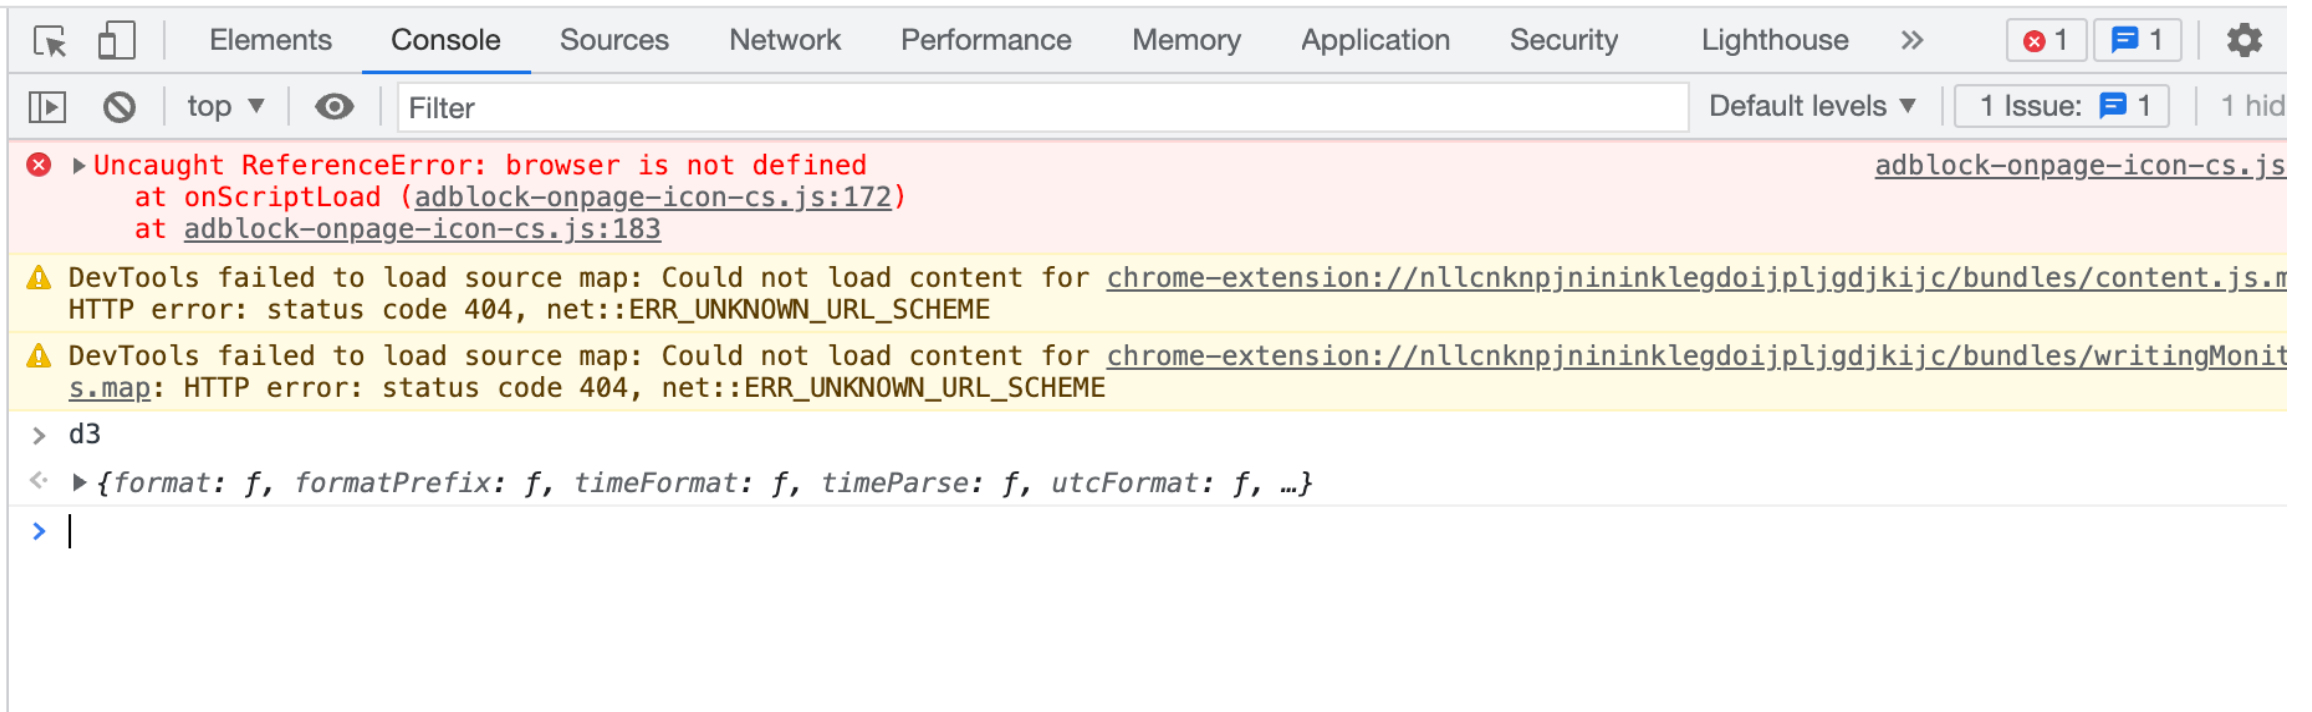 Elements Console Sources Network Performance Memory Application Security Lighthouse » 1 1
top ▼ Filter Default levels ▼ 1 Issue: 1 1 hid
Uncaught ReferenceError: browser is not defined adblock-onpage-icon-cs.js
at onScriptLoad (adblock-onpage-icon-cs.js:172)
at adblock-onpage-icon-cs.js:183
DevTools failed to load source map: Could not load content for chrome-extension://nllcnknpjnininklegdoijpljgdjkijc/bundles/content.js.m
HTTP error: status code 404, net::ERR_UNKNOWN_URL_SCHEME
DevTools failed to load source map: Could not load content for chrome-extension://nllcnknpjnininklegdoijpljgdjkijc/bundles/writingMonit
s.map: HTTP error: status code 404, net::ERR_UNKNOWN_URL_SCHEME
> d3
{format: ƒ, formatPrefix: ƒ, timeFormat: ƒ, timeParse: ƒ, utcFormat: ƒ, …}
>